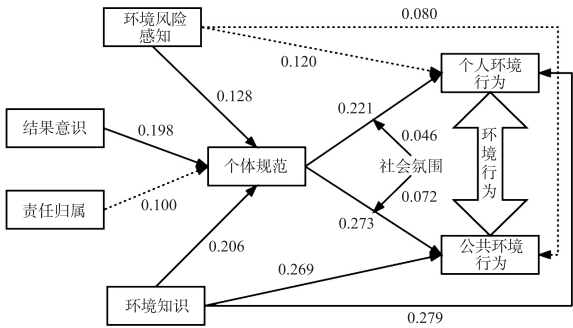 环境风险
感知
0.080
0.120
个人环境
行为
0.128
0.221
结果意识
0.198
0.046
环境行为
个体规范
社会氛围
责任归属
0.100
0.072
0.273
0.206
公共环境
行为
0.269
环境知识
0.279